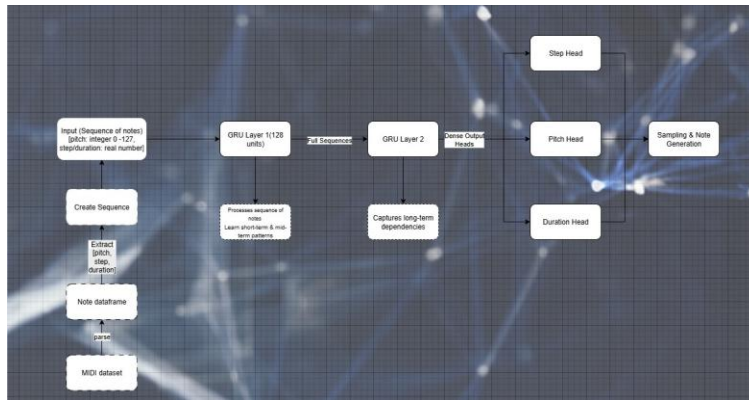 Step Head
Input (Sequence of notes)
[pitch: integer 0 -127,
step/duration: real number]
GRU Layer 1(128
units)
Full Sequences
GRU Layer 2
Dense Output
Heads
Pitch Head
Sampling & Note
Generation
Create Sequence
Processes sequence of
notes
Learn short-term & mid-
term patterns
Captures long-term
dependencies
Duration Head
Extract
[pitch,
step,
duration]
Note dataframe
parse
MIDI dataset